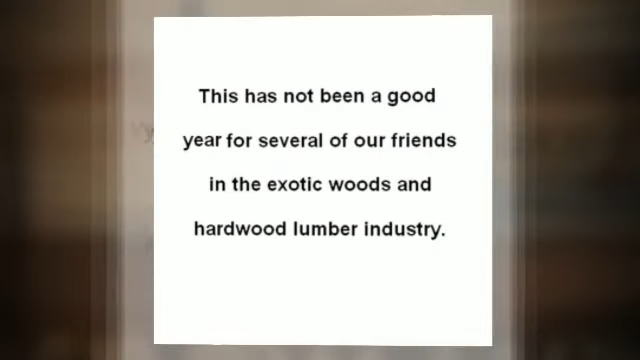 This has not been a good
year for several of our friends
in the exotic woods and
hardwood lumber industry.